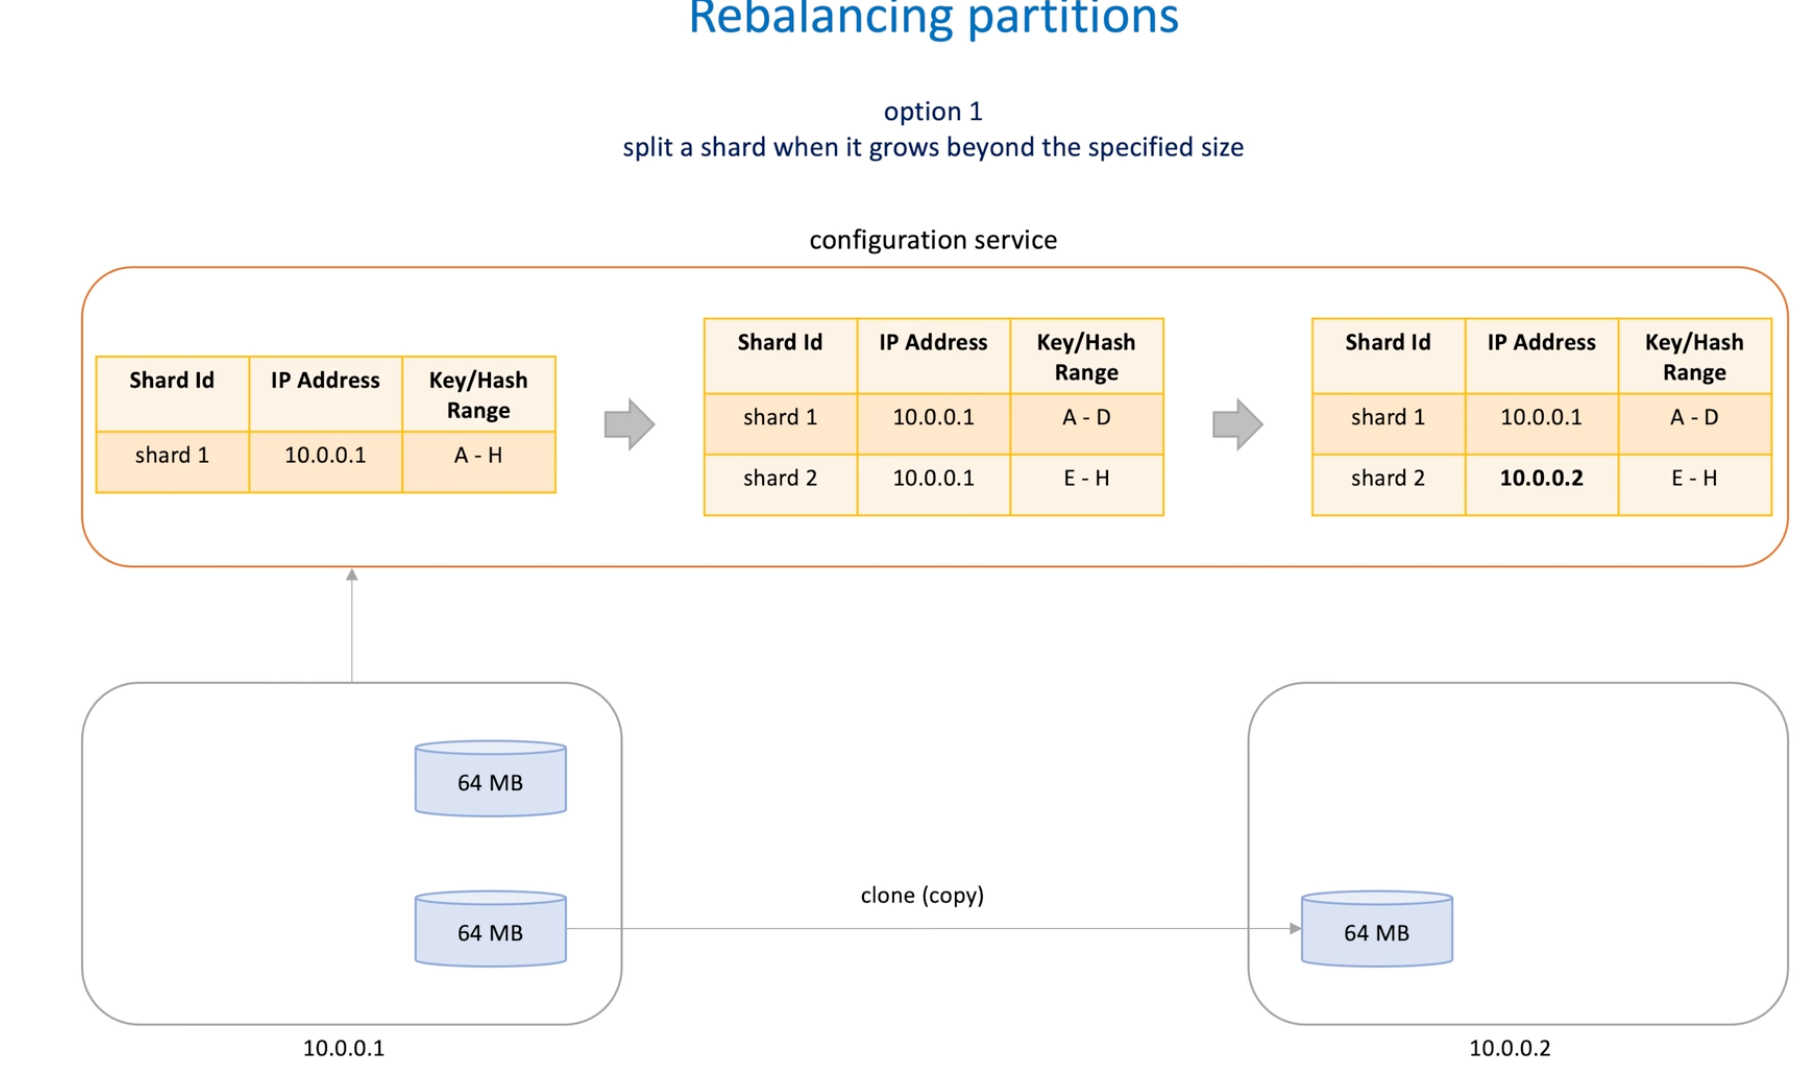 Rebalancing partitions
option 1
split a shard when it grows beyond the specified size
configuration service
Shard Id IP Address Key/Hash Range
shard 1 10.0.0.1 A - H
Shard Id IP Address Key/Hash Range
shard 1 10.0.0.1 A - D
shard 2 10.0.0.1 E - H
Shard Id IP Address Key/Hash Range
shard 1 10.0.0.1 A - D
shard 2 10.0.0.2 E - H
64 MB
64 MB
clone (copy)
64 MB
10.0.0.1
10.0.0.2